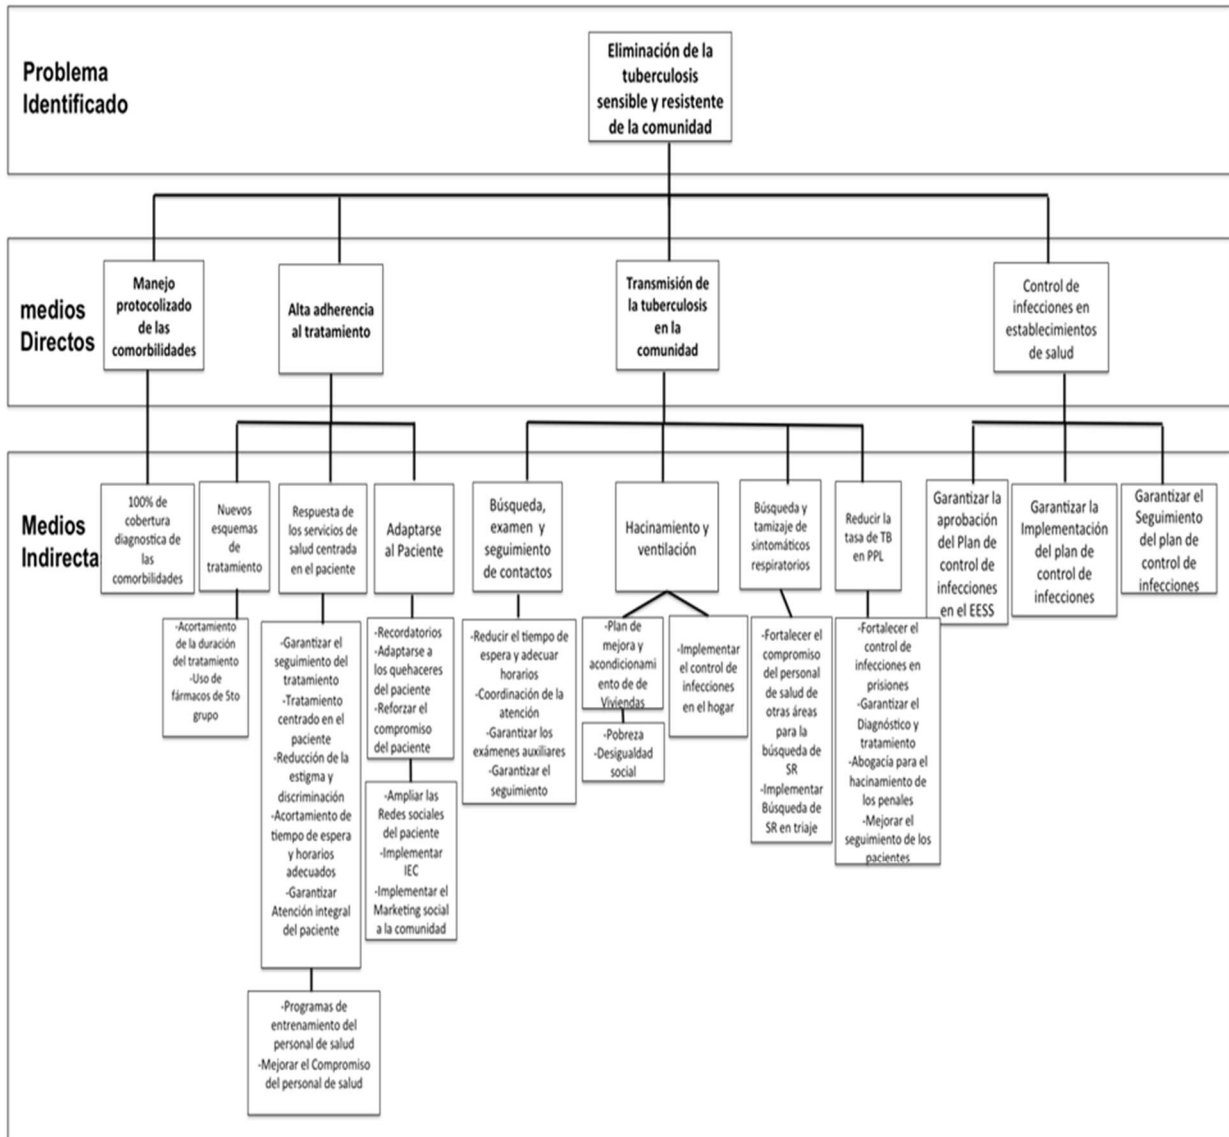 Problema
Identificado
Eliminación de la
tuberculosis
sensible y resistente
de la comunidad
medios
Directos
Manejo
protocolizado
de las
comorbilidades
Alta adherencia
al tratamiento
Transmisión de
la tuberculosis
en la
comunidad
Control de
infecciones en
establecimientos
de salud
Medios
Indirecta
100% de
cobertura
diagnostica de
las
comorbilidades
Nuevos
esquemas
de
tratamiento
Respuesta de
los servicios de
salud centrada
en el paciente
Adaptarse
al Paciente
Búsqueda,
examen y
seguimiento
de contactos
Hacinamiento y
ventilación
Búsqueda y
tamizaje de
sintomáticos
respiratorios
Reducir la
tasa de TB
en PPL
Garantizar la
aprobación
del Plan de
control de
infecciones
en el EESS
Garantizar la
Implementación
del plan de
control de
infecciones
Garantizar el
Seguimiento
del plan de
control de
infecciones
-Acortamiento
de la duración
del tratamiento
-Uso de
fármacos de 5to
grupo
-Garantizar el
seguimiento del
tratamiento
-Tratamiento
centrado en el
paciente
-Reducción de la
estigma y
discriminación
-Acortamiento de
tiempo de espera
y horarios
adecuados
-Garantizar
Atención integral
del paciente
-Programas de
entrenamiento del
personal de salud
-Mejorar el Compromiso
del personal de salud
-Recordatorios
-Adaptarse a
los quehaceres
del paciente
-Reforzar el
compromiso
del paciente
-Ampliar las
Redes sociales
del paciente
-Implementar
IEC
-Implementar el
Marketing social
a la comunidad
-Reducir el tiempo de
espera y adecuar
horarios
-Coordinación de la
atención
-Garantizar los
exámenes auxiliares
-Garantizar el
seguimiento
-Plan de
mejora y
acondicionami
ento de de
Viviendas
-Pobreza
-Desigualdad
social
-Implementar
el control de
infecciones
en el hogar
-Fortalecer el
compromiso
del personal
de salud de
otras áreas
para la
búsqueda de
SR
-Implementar
Búsqueda de
SR en triaje
-Fortalecer el
control de
infecciones en
prisiones
-Garantizar el
Diagnóstico y
tratamiento
-Abogacía para el
hacinamiento de
los penales
-Mejorar el
seguimiento de los
pacientes